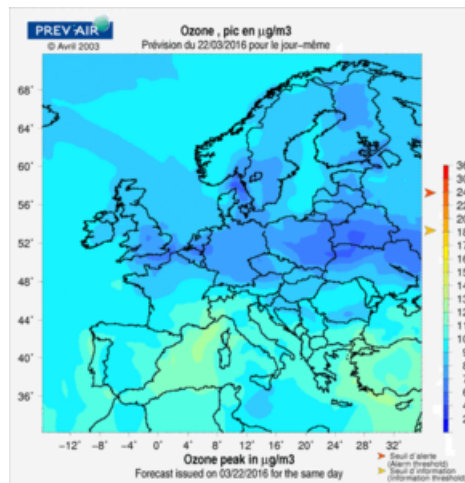 PREV'AIR
Ozone , pic en µg/m3
© Avril 2003
Prévision du 22/03/2016 pour le jour-même
68°
64°
60°
56°
52°
48°
44°
40°
36°
-12° -8° -4° 0° 4° 8° 12° 16° 20° 24° 28° 32°
Ozone peak in µg/m3
Forecast issued on 03/22/2016 for the same day
Seuil d'alerte
(Alarm threshold)
Seuil d'information
(Information threshold)